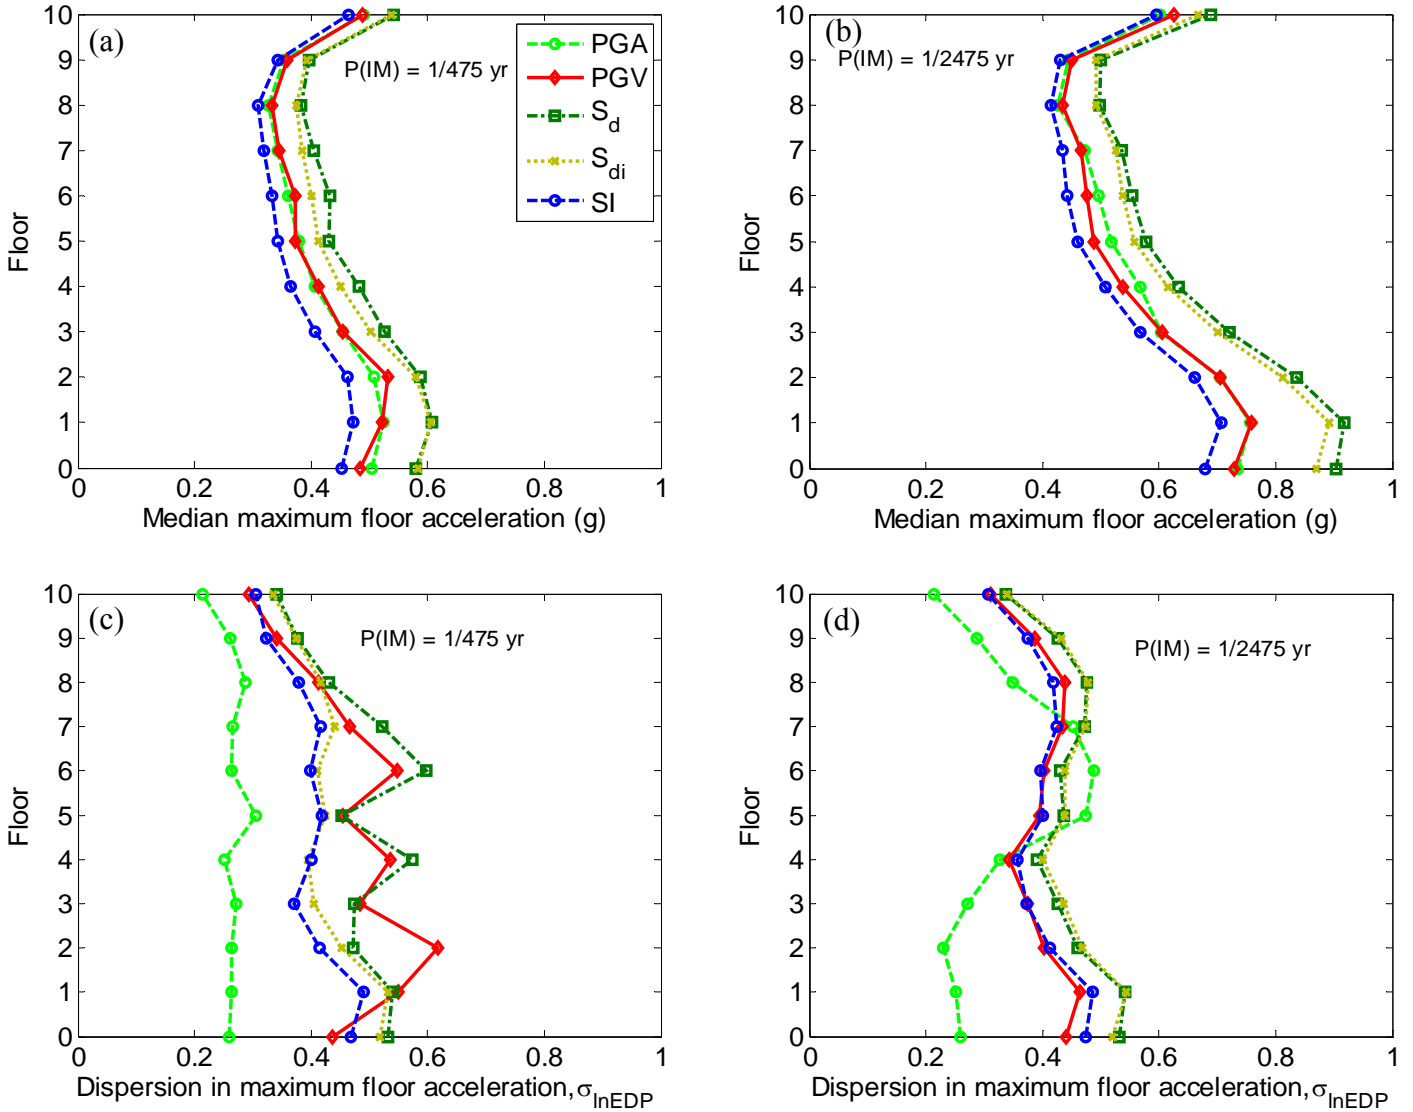 (a)
P(IM) = 1/475 yr
PGA
PGV
S_d
S_di
SI
10
9
8
7
6
5
4
3
2
1
0
Floor
0 0.2 0.4 0.6 0.8 1
Median maximum floor acceleration (g)
(b)
P(IM) = 1/2475 yr
10
9
8
7
6
5
4
3
2
1
0
Floor
0 0.2 0.4 0.6 0.8 1
Median maximum floor acceleration (g)
(c)
P(IM) = 1/475 yr
10
9
8
7
6
5
4
3
2
1
0
Floor
0 0.2 0.4 0.6 0.8 1
Dispersion in maximum floor acceleration,σ_lnEDP
(d)
P(IM) = 1/2475 yr
10
9
8
7
6
5
4
3
2
1
0
Floor
0 0.2 0.4 0.6 0.8 1
Dispersion in maximum floor acceleration,σ_lnEDP